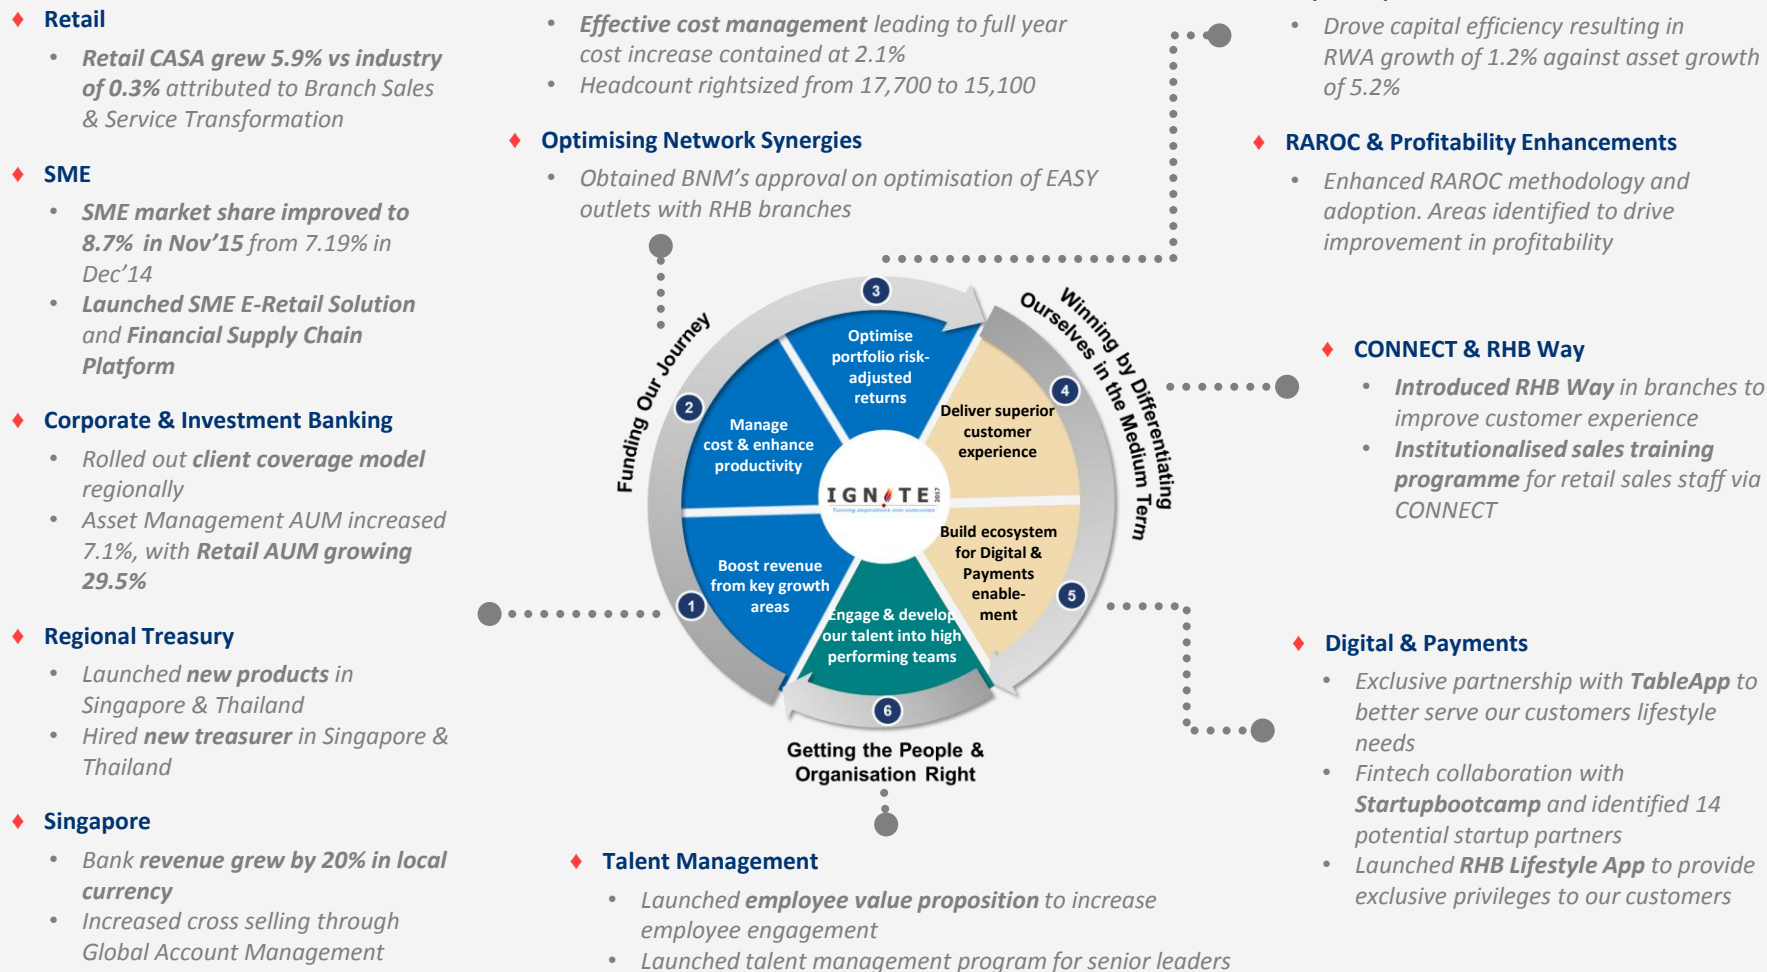 ♦ Retail
• Retail CASA grew 5.9% vs industry
of 0.3% attributed to Branch Sales
& Service Transformation
♦ SME
• SME market share improved to
8.7% in Nov’15 from 7.19% in
Dec’14
• Launched SME E-Retail Solution
and Financial Supply Chain
Platform
♦ Corporate & Investment Banking
• Rolled out client coverage model
regionally
• Asset Management AUM increased
7.1%, with Retail AUM growing
29.5%
♦ Regional Treasury
• Launched new products in
Singapore & Thailand
• Hired new treasurer in Singapore &
Thailand
♦ Singapore
• Bank revenue grew by 20% in local
currency
• Increased cross selling through
Global Account Management
• Effective cost management leading to full year
cost increase contained at 2.1%
• Headcount rightsized from 17,700 to 15,100
♦ Optimising Network Synergies
• Obtained BNM’s approval on optimisation of EASY
outlets with RHB branches
Funding Our Journey
Winning by Differentiating
Ourselves in the Medium Term
3
Optimise
portfolio risk-
adjusted
returns
2
Manage
cost & enhance
productivity
4
Deliver superior
customer
experience
IGNITE 2017
Turning aspirations into outcomes
1
Boost revenue
from key growth
areas
5
Build ecosystem
for Digital &
Payments
enable-
ment
Engage & develop
our talent into high
performing teams
6
Getting the People &
Organisation Right
♦ Talent Management
• Launched employee value proposition to increase
employee engagement
• Launched talent management program for senior leaders
• Drove capital efficiency resulting in
RWA growth of 1.2% against asset growth
of 5.2%
♦ RAROC & Profitability Enhancements
• Enhanced RAROC methodology and
adoption. Areas identified to drive
improvement in profitability
♦ CONNECT & RHB Way
• Introduced RHB Way in branches to
improve customer experience
• Institutionalised sales training
programme for retail sales staff via
CONNECT
♦ Digital & Payments
• Exclusive partnership with TableApp to
better serve our customers lifestyle
needs
• Fintech collaboration with
Startupbootcamp and identified 14
potential startup partners
• Launched RHB Lifestyle App to provide
exclusive privileges to our customers